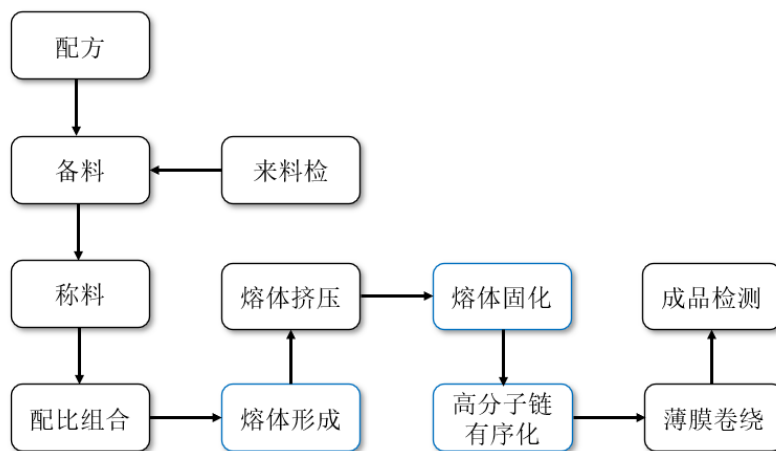 配方
备料
来料检
称料
熔体挤压
熔体固化
成品检测
配比组合
熔体形成
高分子链
有序化
薄膜卷绕